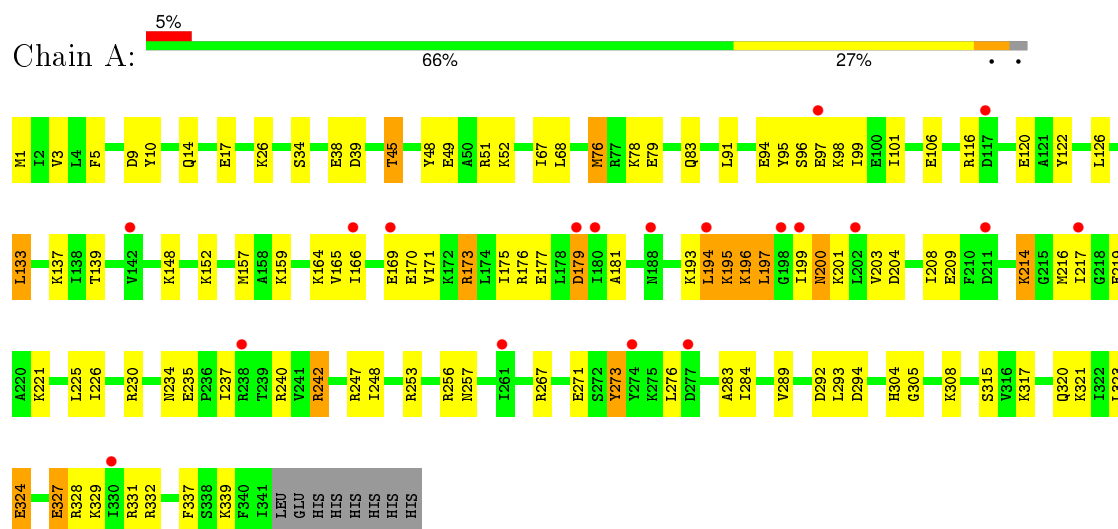 5%
Chain A:
66% 27% • •
M1 I2 V3 L4 F5 D9 Y10 Q14 E17 K26 S34 E38 D39 T45 Y48 E49 A50 R51 K52 I67 L68 M76 R77 K78 E79 Q83 L91 E94 Y95 S96 E97 K98 I99 E100 I101 E106 R116 D117 E120 A121 Y122 L126
L133 K137 I138 T139 V142 K148 K152 M157 A158 K159 K164 V165 I166 E169 E170 V171 K172 R173 L174 I175 R176 E177 L178 D179 I180 A181 N188 K193 L194 K195 K196 L197 G198 I199 N200 K201 L202 V203 D204 I208 E209 F210 D211 K214 G215 M216 I217 G218 E219
A220 K221 L225 I226 R230 N234 E235 P236 I237 R238 T239 R240 V241 R242 R247 I248 R253 R256 N257 I261 R267 E271 S272 Y273 Y274 K275 L276 D277 A283 I284 V289 D292 L293 D294 H304 G305 K308 S315 V316 K317 Q320 K321 I322 L323
E324 E327 R328 K329 I330 R331 R332 F337 S338 K339 F340 I341 LEU GLU HIS HIS HIS HIS HIS HIS